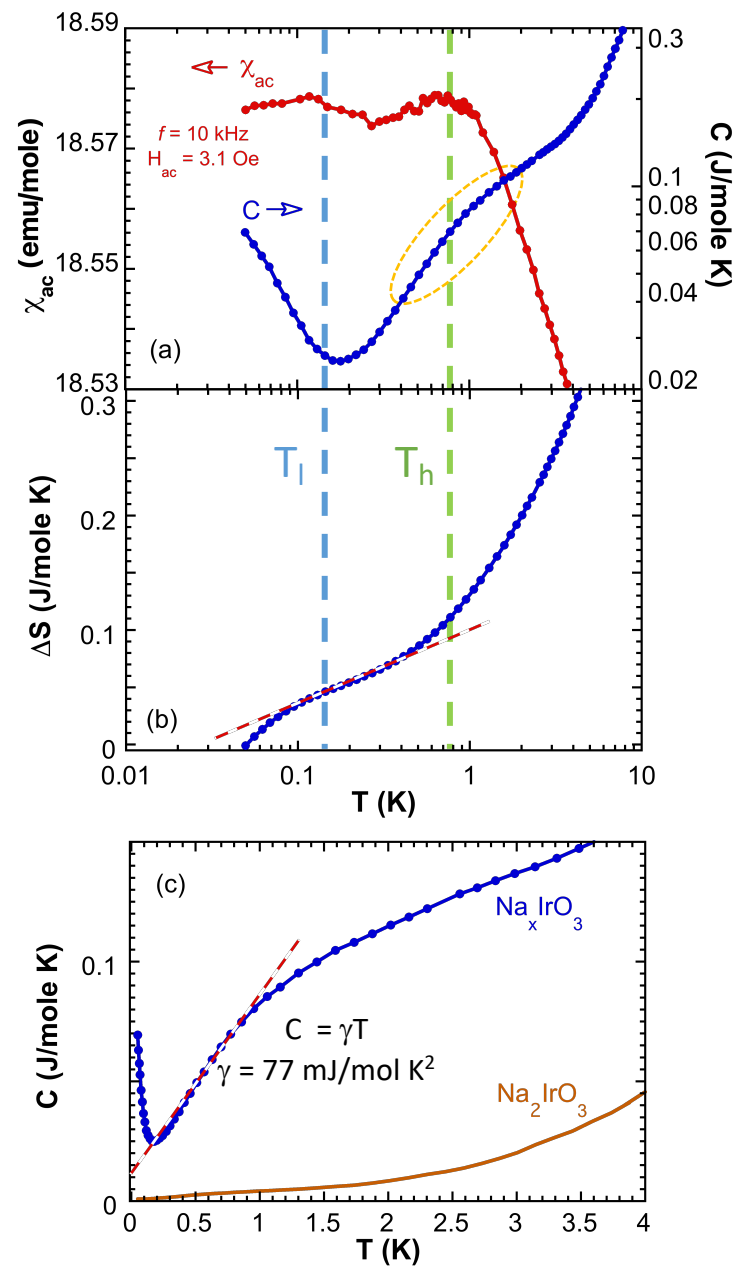 18.59
0.3
χac
18.57
f = 10 kHz
Hac = 3.1 Oe
C
0.1
0.08
0.06
18.55
0.04
(a)
18.53
0.02
χac (emu/mole)
C (J/mole K)
0.3
Tl
Th
0.2
0.1
(b)
0
ΔS (J/mole K)
0.01
0.1
1
10
T (K)
(c)
NaxIrO3
0.1
C = γT
γ = 77 mJ/mol K2
Na2IrO3
0
C (J/mole K)
0 0.5 1 1.5 2 2.5 3 3.5 4
T (K)